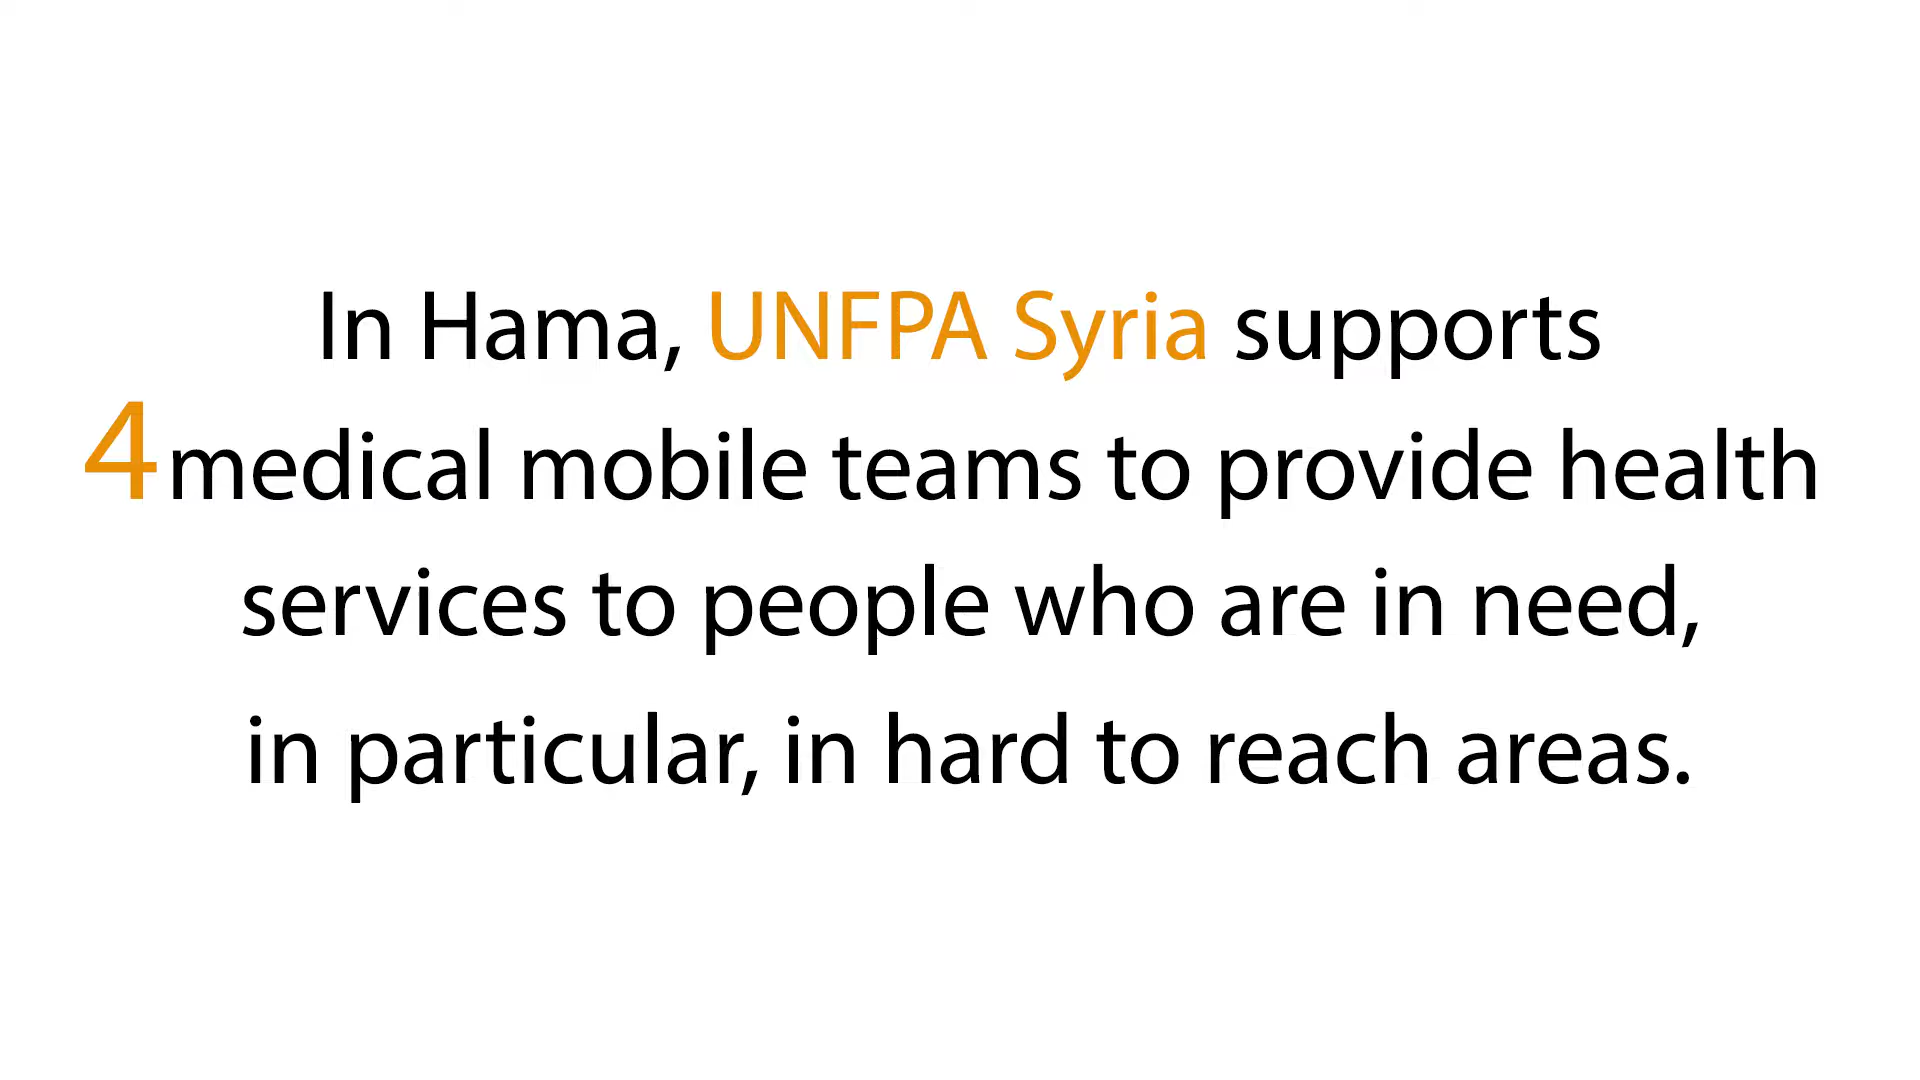 In Hama, UNFPA Syria supports
4 medical mobile teams to provide health
services to people who are in need,
in particular, in hard to reach areas.